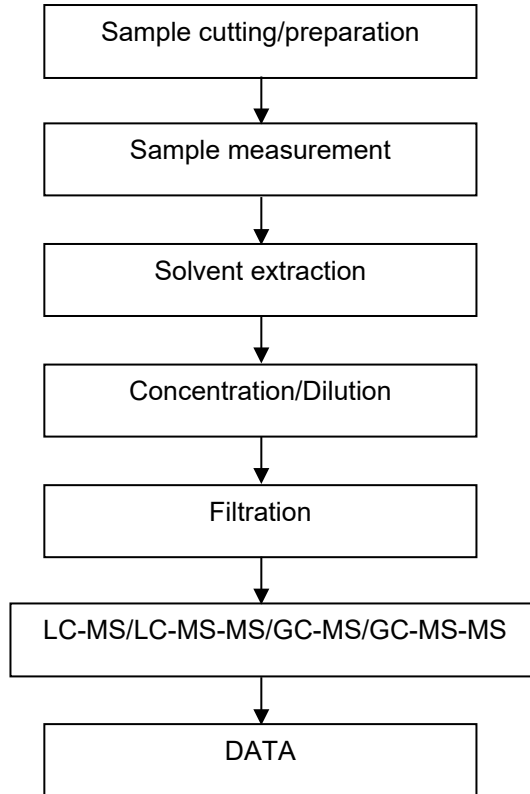 Sample cutting/preparation
Sample measurement
Solvent extraction
Concentration/Dilution
Filtration
LC-MS/LC-MS-MS/GC-MS/GC-MS-MS
DATA